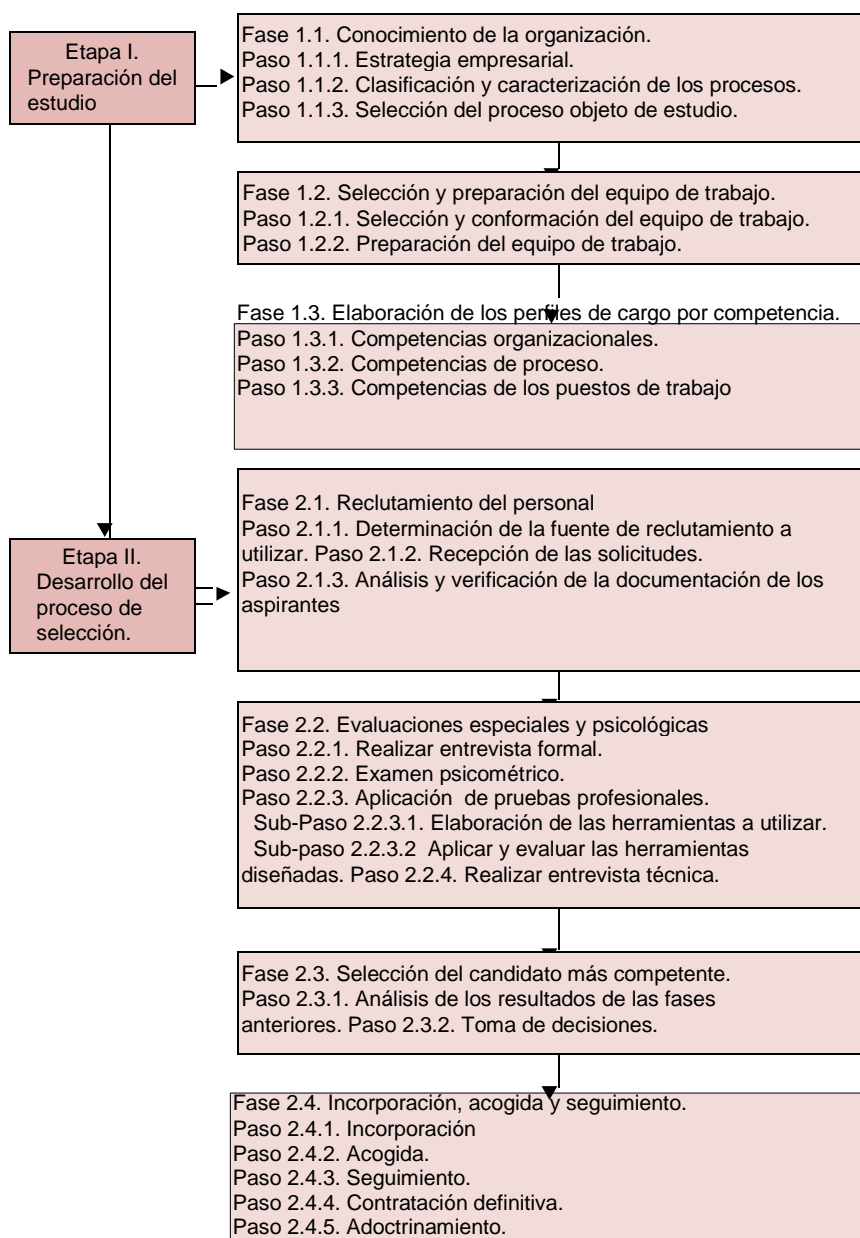 Etapa I.
Preparación del
estudio
Fase 1.1. Conocimiento de la organización.
Paso 1.1.1. Estrategia empresarial.
Paso 1.1.2. Clasificación y caracterización de los procesos.
Paso 1.1.3. Selección del proceso objeto de estudio.
Fase 1.2. Selección y preparación del equipo de trabajo.
Paso 1.2.1. Selección y conformación del equipo de trabajo.
Paso 1.2.2. Preparación del equipo de trabajo.
Fase 1.3. Elaboración de los perfiles de cargo por competencia.
Paso 1.3.1. Competencias organizacionales.
Paso 1.3.2. Competencias de proceso.
Paso 1.3.3. Competencias de los puestos de trabajo
Etapa II.
Desarrollo del
proceso de
selección.
Fase 2.1. Reclutamiento del personal
Paso 2.1.1. Determinación de la fuente de reclutamiento a
utilizar. Paso 2.1.2. Recepción de las solicitudes.
Paso 2.1.3. Análisis y verificación de la documentación de los
aspirantes
Fase 2.2. Evaluaciones especiales y psicológicas
Paso 2.2.1. Realizar entrevista formal.
Paso 2.2.2. Examen psicométrico.
Paso 2.2.3. Aplicación de pruebas profesionales.
Sub-Paso 2.2.3.1. Elaboración de las herramientas a utilizar.
Sub-paso 2.2.3.2 Aplicar y evaluar las herramientas
diseñadas. Paso 2.2.4. Realizar entrevista técnica.
Fase 2.3. Selección del candidato más competente.
Paso 2.3.1. Análisis de los resultados de las fases
anteriores. Paso 2.3.2. Toma de decisiones.
Fase 2.4. Incorporación, acogida y seguimiento.
Paso 2.4.1. Incorporación
Paso 2.4.2. Acogida.
Paso 2.4.3. Seguimiento.
Paso 2.4.4. Contratación definitiva.
Paso 2.4.5. Adoctrinamiento.